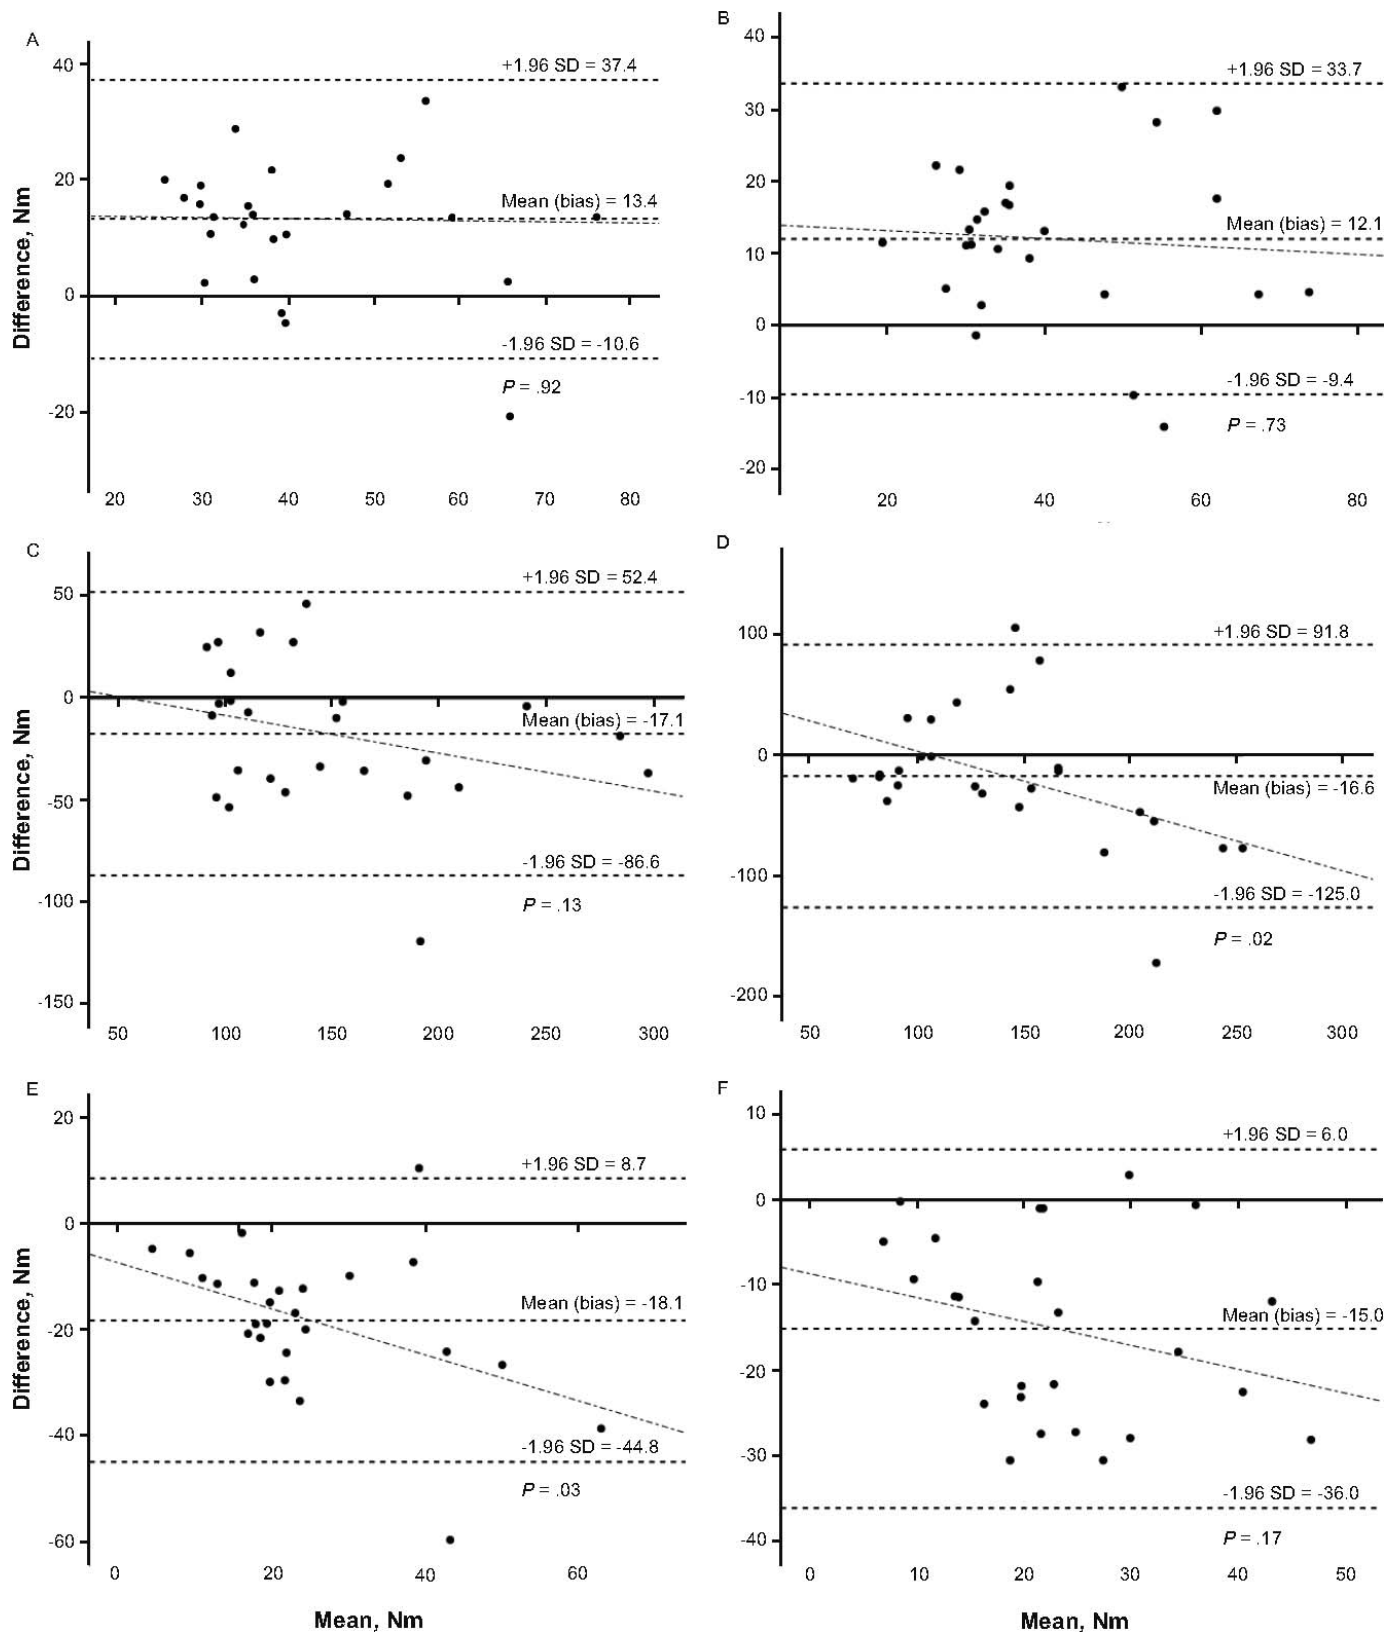 A
40
20
0
-20
+1.96 SD = 37.4
Mean (bias) = 13.4
-1.96 SD = -10.6
P = .92
20 30 40 50 60 70 80
Difference, Nm
B
40
30
20
10
0
-10
-20
+1.96 SD = 33.7
Mean (bias) = 12.1
-1.96 SD = -9.4
P = .73
20 40 60 80
C
50
0
-50
-100
-150
+1.96 SD = 52.4
Mean (bias) = -17.1
-1.96 SD = -86.6
P = .13
50 100 150 200 250 300
Difference, Nm
D
100
0
-100
-200
+1.96 SD = 91.8
Mean (bias) = -16.6
-1.96 SD = -125.0
P = .02
50 100 150 200 250 300
E
20
0
-20
-40
-60
+1.96 SD = 8.7
Mean (bias) = -18.1
-1.96 SD = -44.8
P = .03
0 20 40 60
Difference, Nm
Mean, Nm
F
10
0
-10
-20
-30
-40
+1.96 SD = 6.0
Mean (bias) = -15.0
-1.96 SD = -36.0
P = .17
0 10 20 30 40 50
Mean, Nm